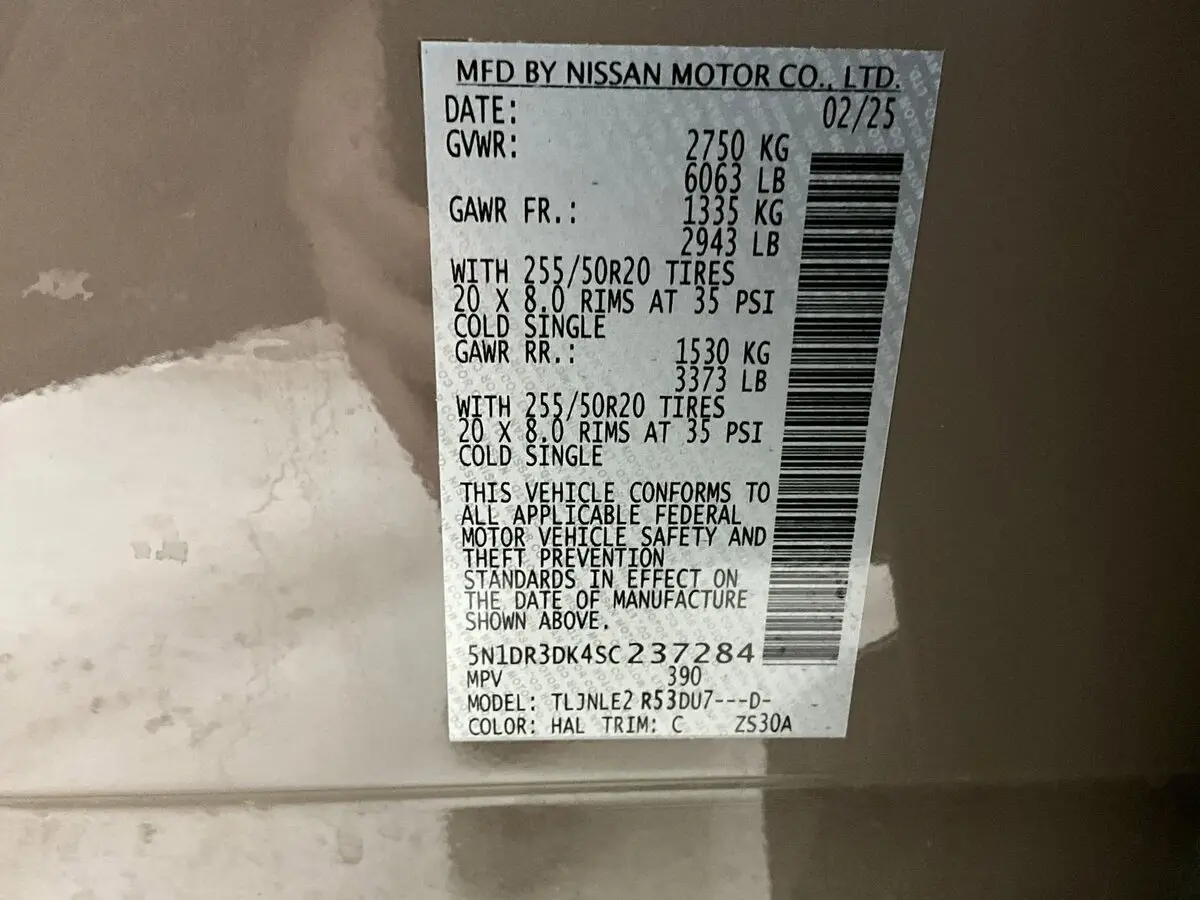 MFD BY NISSAN MOTOR CO., LTD.
DATE: 02/25
GVWR: 2750 KG
6063 LB
GAWR FR.: 1335 KG
2943 LB
WITH 255/50R20 TIRES
20 X 8.0 RIMS AT 35 PSI
COLD SINGLE
GAWR RR.: 1530 KG
3373 LB
WITH 255/50R20 TIRES
20 X 8.0 RIMS AT 35 PSI
COLD SINGLE
THIS VEHICLE CONFORMS TO
ALL APPLICABLE FEDERAL
MOTOR VEHICLE SAFETY AND
THEFT PREVENTION
STANDARDS IN EFFECT ON
THE DATE OF MANUFACTURE
SHOWN ABOVE.
5N1DR3DK4SC237284
MPV 390
MODEL: TLJNLE2 R53DU7---D-
COLOR: HAL TRIM: C ZS30A